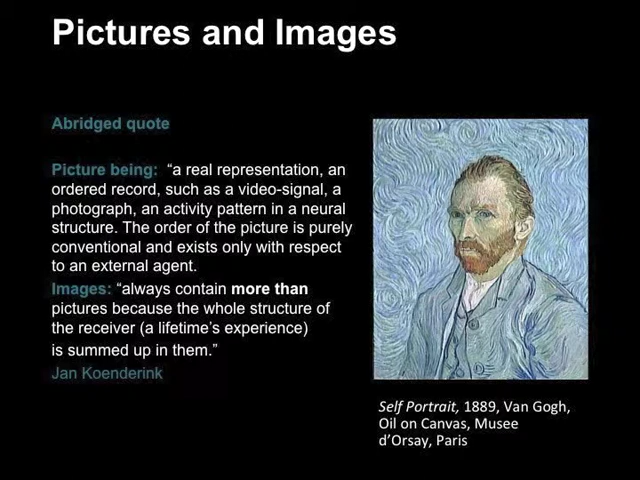 Pictures and Images
Abridged quote
Picture being: “a real representation, an
ordered record, such as a video-signal, a
photograph, an activity pattern in a neural
structure. The order of the picture is purely
conventional and exists only with respect
to an external agent.
Images: “always contain more than
pictures because the whole structure of
the receiver (a lifetime’s experience)
is summed up in them.”
Jan Koenderink
Self Portrait, 1889, Van Gogh,
Oil on Canvas, Musee
d’Orsay, Paris